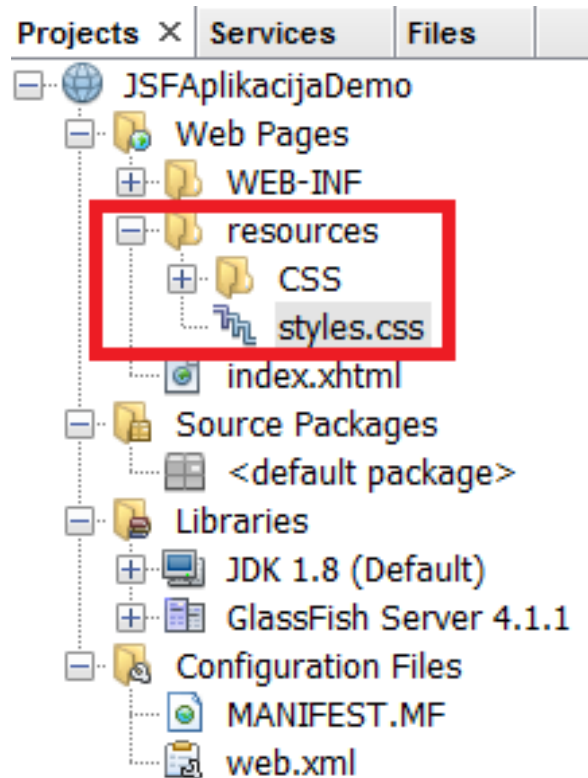 Projects Services Files
JSFAplikacijaDemo
Web Pages
WEB-INF
resources
CSS
styles.css
index.xhtml
Source Packages
<default package>
Libraries
JDK 1.8 (Default)
GlassFish Server 4.1.1
Configuration Files
MANIFEST.MF
web.xml